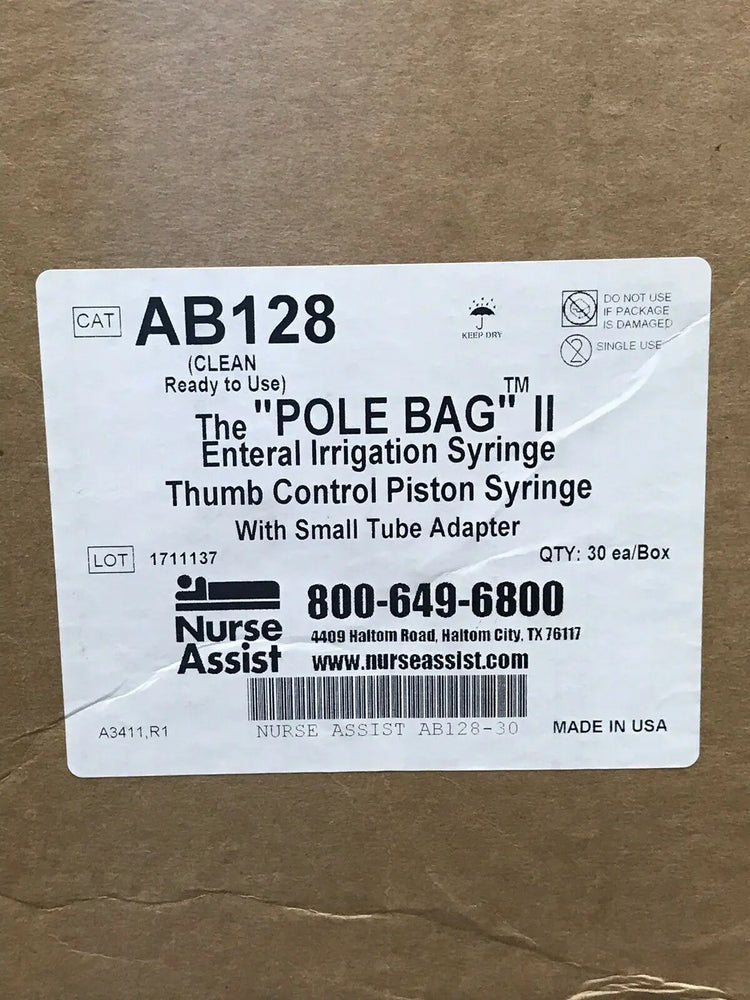 CAT AB128
(CLEAN
Ready to Use)
KEEP DRY
DO NOT USE
IF PACKAGE
IS DAMAGED
2
SINGLE USE
The "POLE BAG"™ II
Enteral Irrigation Syringe
Thumb Control Piston Syringe
With Small Tube Adapter
LOT 1711137
QTY: 30 ea/Box
Nurse
Assist
800-649-6800
4409 Haltom Road, Haltom City, TX 76117
www.nurseassist.com
A3411,R1
NURSE ASSIST AB128-30
MADE IN USA